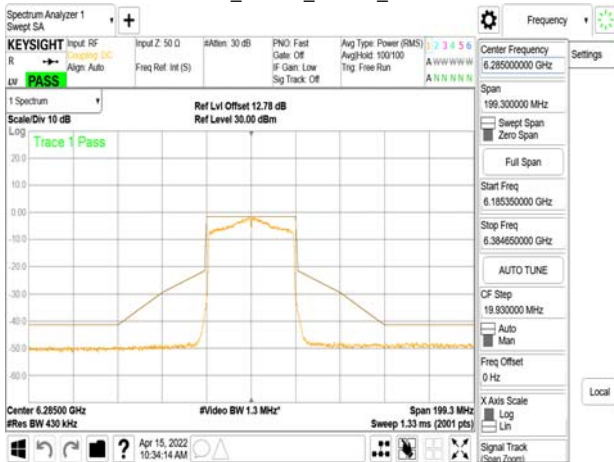 Spectrum Analyzer 1
Swept SA
+
Frequency
KEYSIGHT
Input: RF
Coupling: DC
Align: Auto
Input Z: 50 Ω
Freq Ref: Int (S)
#Atten: 30 dB
PNO: Fast
Gate: Off
IF Gain: Low
Sig Track: Off
Avg Type: Power (RMS)
Avg|Hold: 100/100
Trig: Free Run
1 2 3 4 5 6
A W W W W W
A N N N N N
R
PASS
1 Spectrum
Scale/Div 10 dB
Ref Lvl Offset 12.78 dB
Ref Level 30.00 dBm
Log
Trace 1 Pass
20.0
10.0
0.00
-10.0
-20.0
-30.0
-40.0
-50.0
-60.0
Center 6.28500 GHz
#Res BW 430 kHz
#Video BW 1.3 MHz*
Span 199.3 MHz
Sweep 1.33 ms (2001 pts)
?
Apr 15, 2022
10:34:14 AM
Center Frequency
6.285000000 GHz
Settings
Span
199.300000 MHz
Swept Span
Zero Span
Full Span
Start Freq
6.185350000 GHz
Stop Freq
6.384650000 GHz
AUTO TUNE
CF Step
19.930000 MHz
Auto
Man
Freq Offset
0 Hz
X Axis Scale
Log
Lin
Local
Signal Track
(Span Zoom)